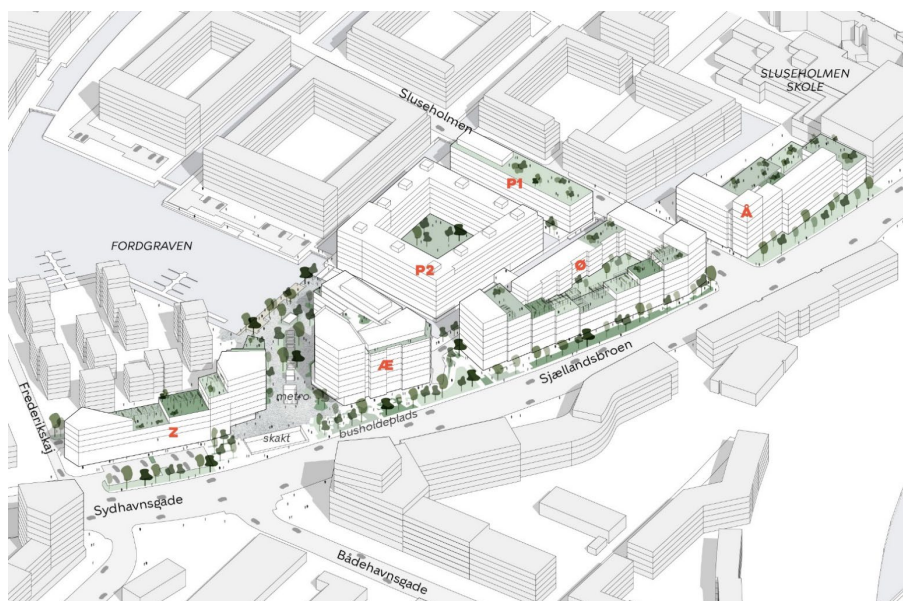 SLUSEHOLMEN
SKOLE
Sluseholmen
P1
Å
FORDGRAVEN
P2
Ø
Æ
Sjællandsbroen
Frederikskaj
metro
busholdeplads
Z
skakt
Sydhavnsgade
Bådehavnsgade